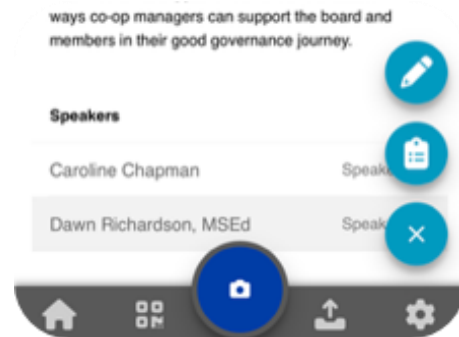 ways co-op managers can support the board and
members in their good governance journey.
Speakers
Caroline Chapman
Dawn Richardson, MSEd